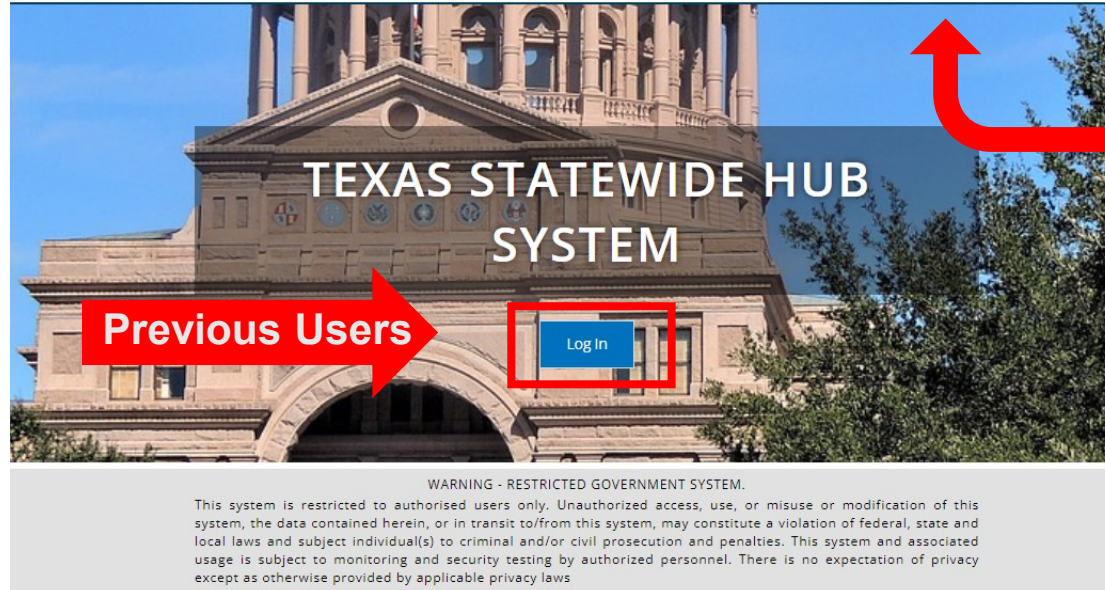 TEXAS STATEWIDE HUB
SYSTEM
Previous Users
Log In
WARNING - RESTRICTED GOVERNMENT SYSTEM.
This system is restricted to authorised users only. Unauthorized access, use, or misuse or modification of this
system, the data contained herein, or in transit to/from this system, may constitute a violation of federal, state and
local laws and subject individual(s) to criminal and/or civil prosecution and penalties. This system and associated
usage is subject to monitoring and security testing by authorized personnel. There is no expectation of privacy
except as otherwise provided by applicable privacy laws